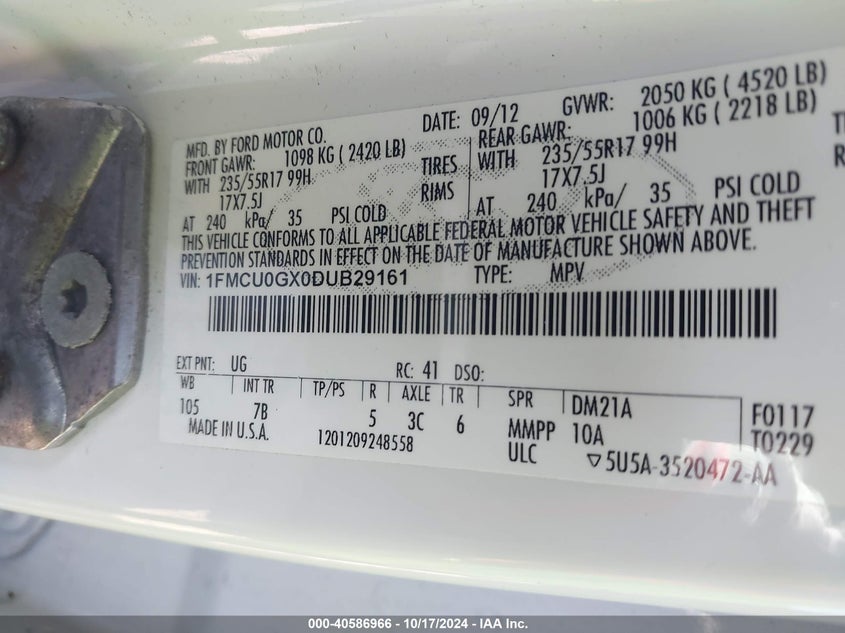 MFD. BY FORD MOTOR CO. DATE: 09/12 GVWR: 2050 KG ( 4520 LB)
FRONT GAWR: 1098 KG ( 2420 LB) REAR GAWR: 1006 KG ( 2218 LB)
WITH 235/55R17 99H TIRES WITH 235/55R17 99H
17X7.5J RIMS 17X7.5J
AT 240 kPa/ 35 PSI COLD AT 240 kPa/ 35 PSI COLD
THIS VEHICLE CONFORMS TO ALL APPLICABLE FEDERAL MOTOR VEHICLE SAFETY AND THEFT
PREVENTION STANDARDS IN EFFECT ON THE DATE OF MANUFACTURE SHOWN ABOVE.
VIN: 1FMCU0GX0DUB29161 TYPE: MPV
EXT PNT: UG RC: 41 DSO:
WB INT TR TP/PS R AXLE TR SPR DM21A F0117
105 7B 5 3C 6 MMPP 10A T0229
MADE IN U.S.A. 1201209248558 ULC ▽5U5A-3520472-AA
000-40586966 - 10/17/2024 - IAA Inc.